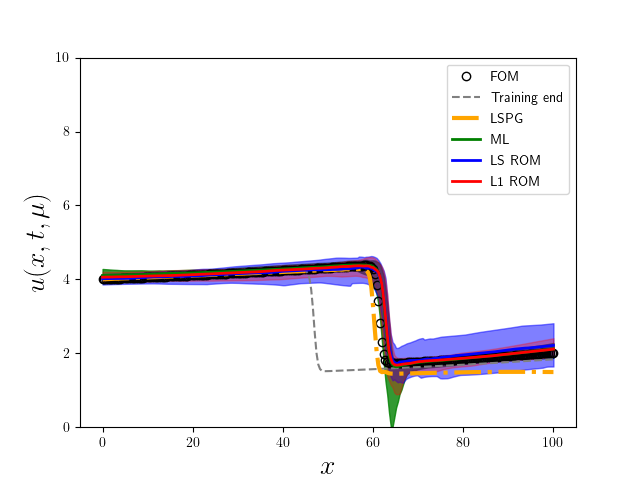 10
8
6
4
2
0
u(x, t, μ)
0 20 40 60 80 100
x
FOM
Training end
LSPG
ML
LS ROM
L1 ROM